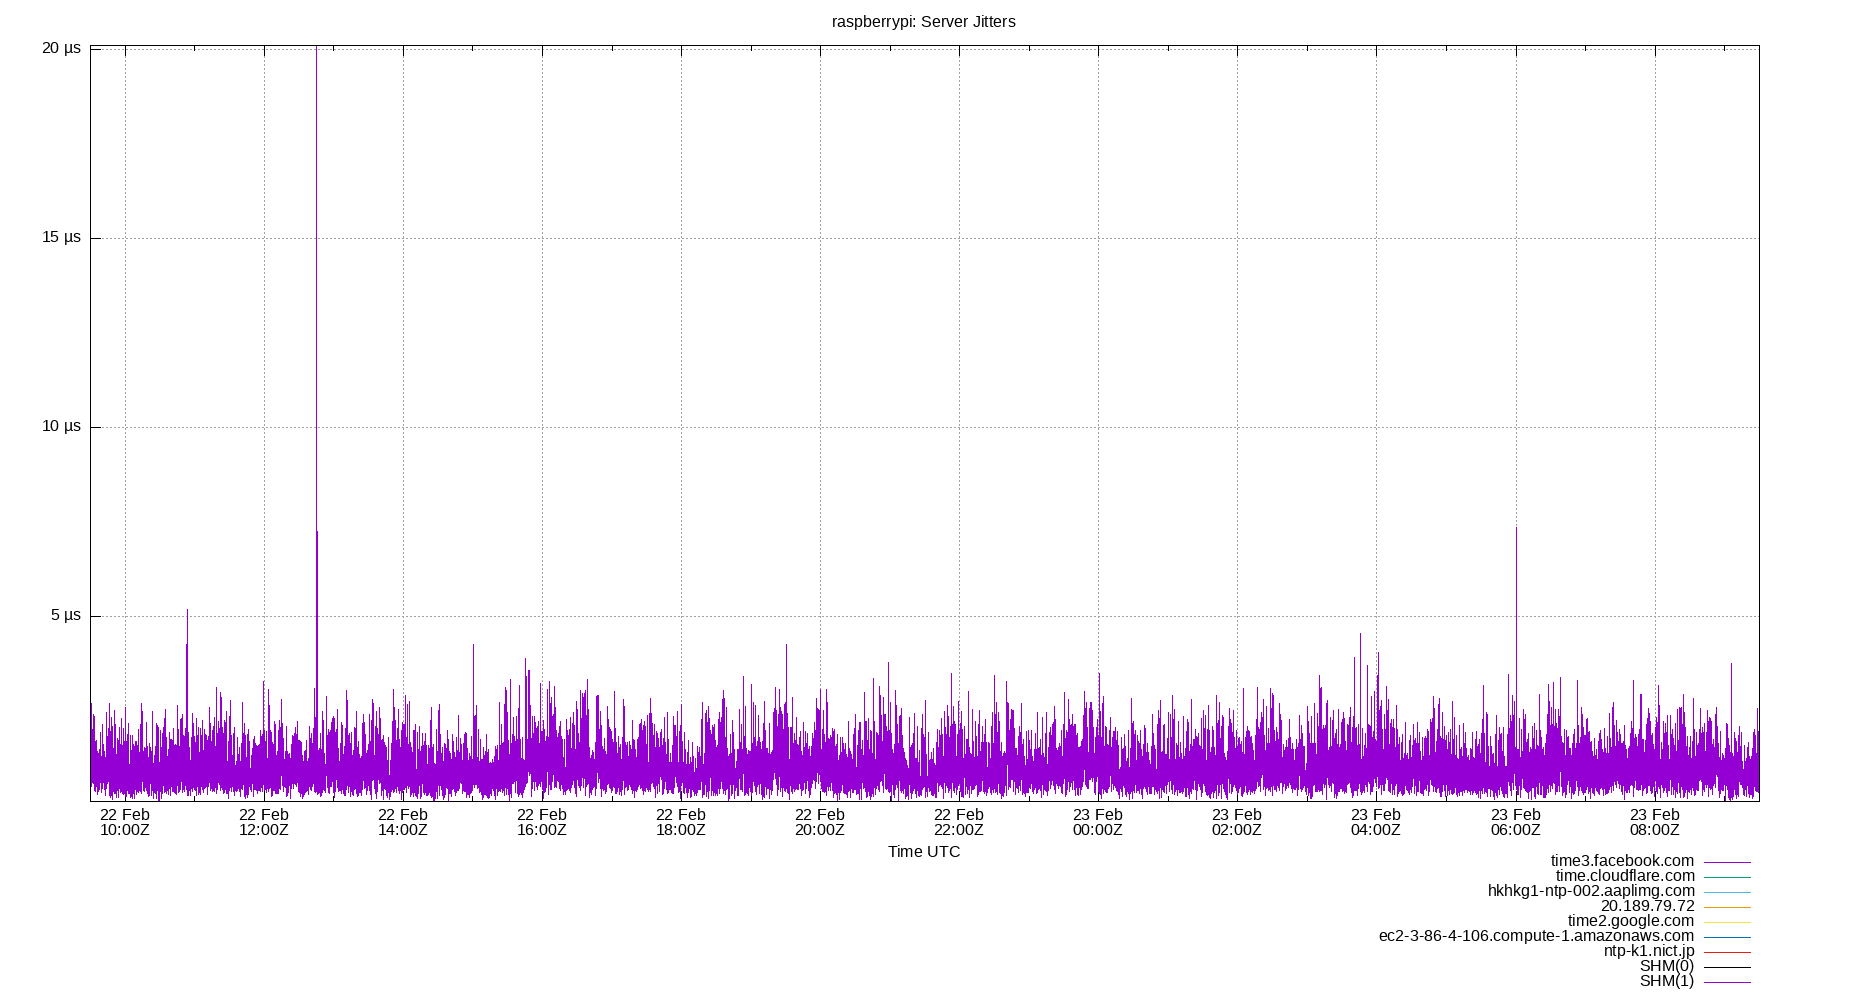 raspberrypi: Server Jitters
20 µs
15 µs
10 µs
5 µs
22 Feb 22 Feb 22 Feb 22 Feb 22 Feb 22 Feb 22 Feb 23 Feb 23 Feb 23 Feb 23 Feb 23 Feb
10:00Z 12:00Z 14:00Z 16:00Z 18:00Z 20:00Z 22:00Z 00:00Z 02:00Z 04:00Z 06:00Z 08:00Z
Time UTC
time3.facebook.com
time.cloudflare.com
hkhkg1-ntp-002.aaplimg.com
20.189.79.72
time2.google.com
ec2-3-86-4-106.compute-1.amazonaws.com
ntp-k1.nict.jp
SHM(0)
SHM(1)